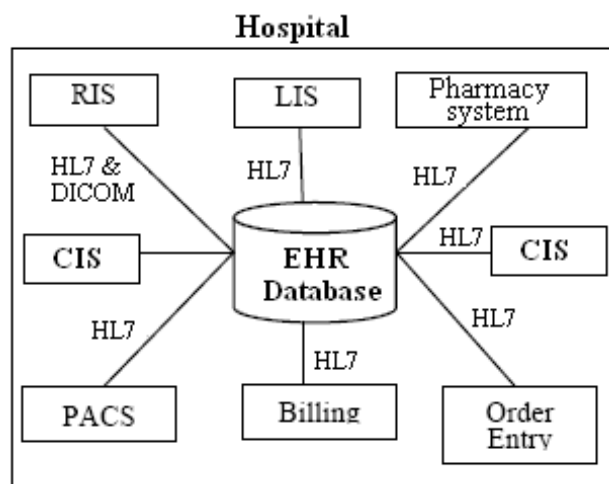 Hospital
RIS
LIS
Pharmacy
system
HL7 &
DICOM
HL7
HL7
CIS
EHR
Database
HL7
CIS
HL7
HL7
HL7
PACS
Billing
Order
Entry